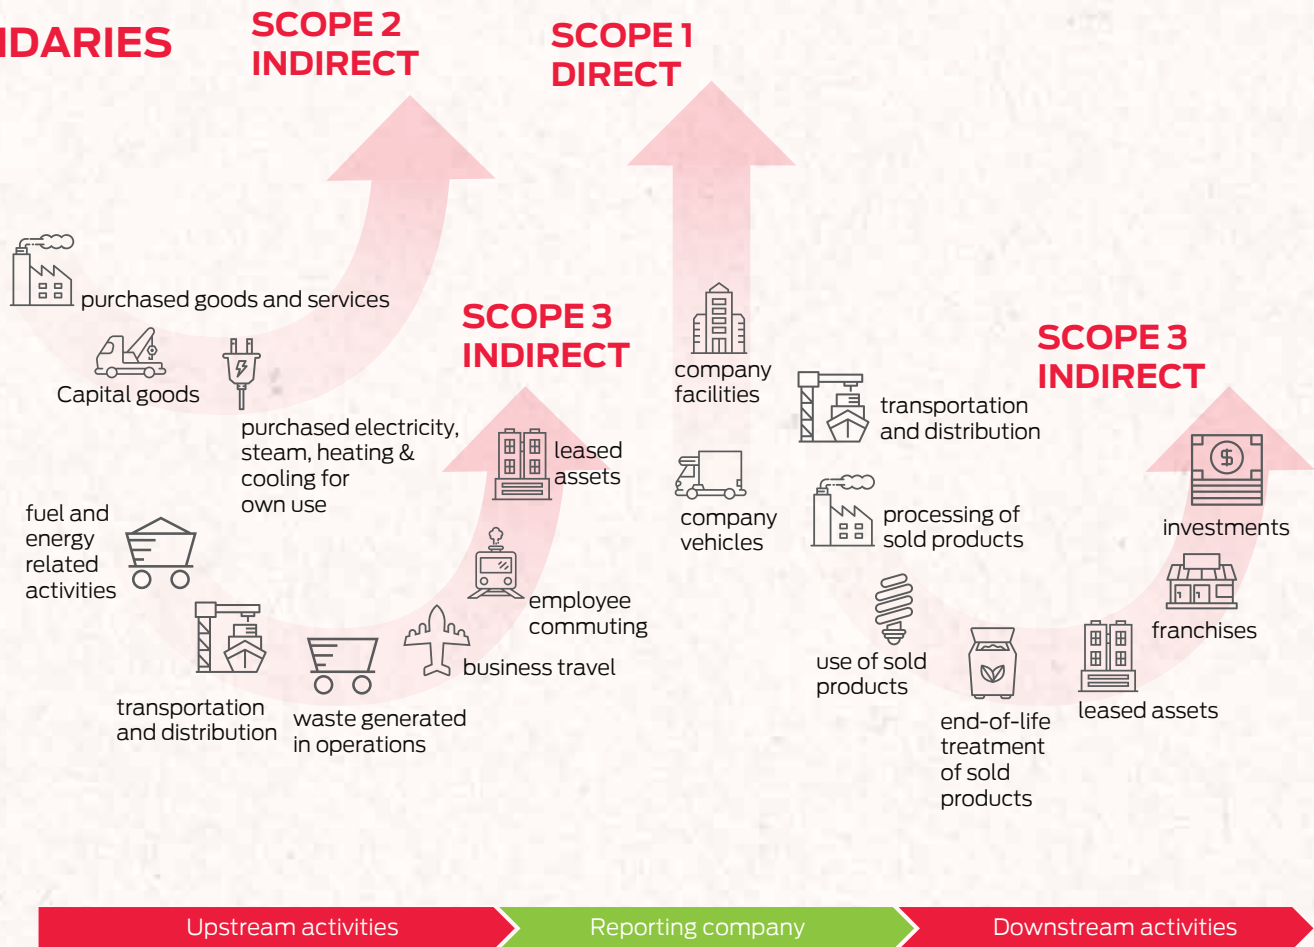 NDARIES
SCOPE 2
INDIRECT
SCOPE 1
DIRECT
purchased goods and services
Capital goods
purchased electricity,
steam, heating &
cooling for
own use
SCOPE 3
INDIRECT
leased
assets
fuel and
energy
related
activities
transportation
and distribution
waste generated
in operations
business travel
employee
commuting
company
facilities
company
vehicles
SCOPE 3
INDIRECT
transportation
and distribution
processing of
sold products
use of sold
products
end-of-life
treatment
of sold
products
leased assets
franchises
investments
$
Upstream activities
Reporting company
Downstream activities